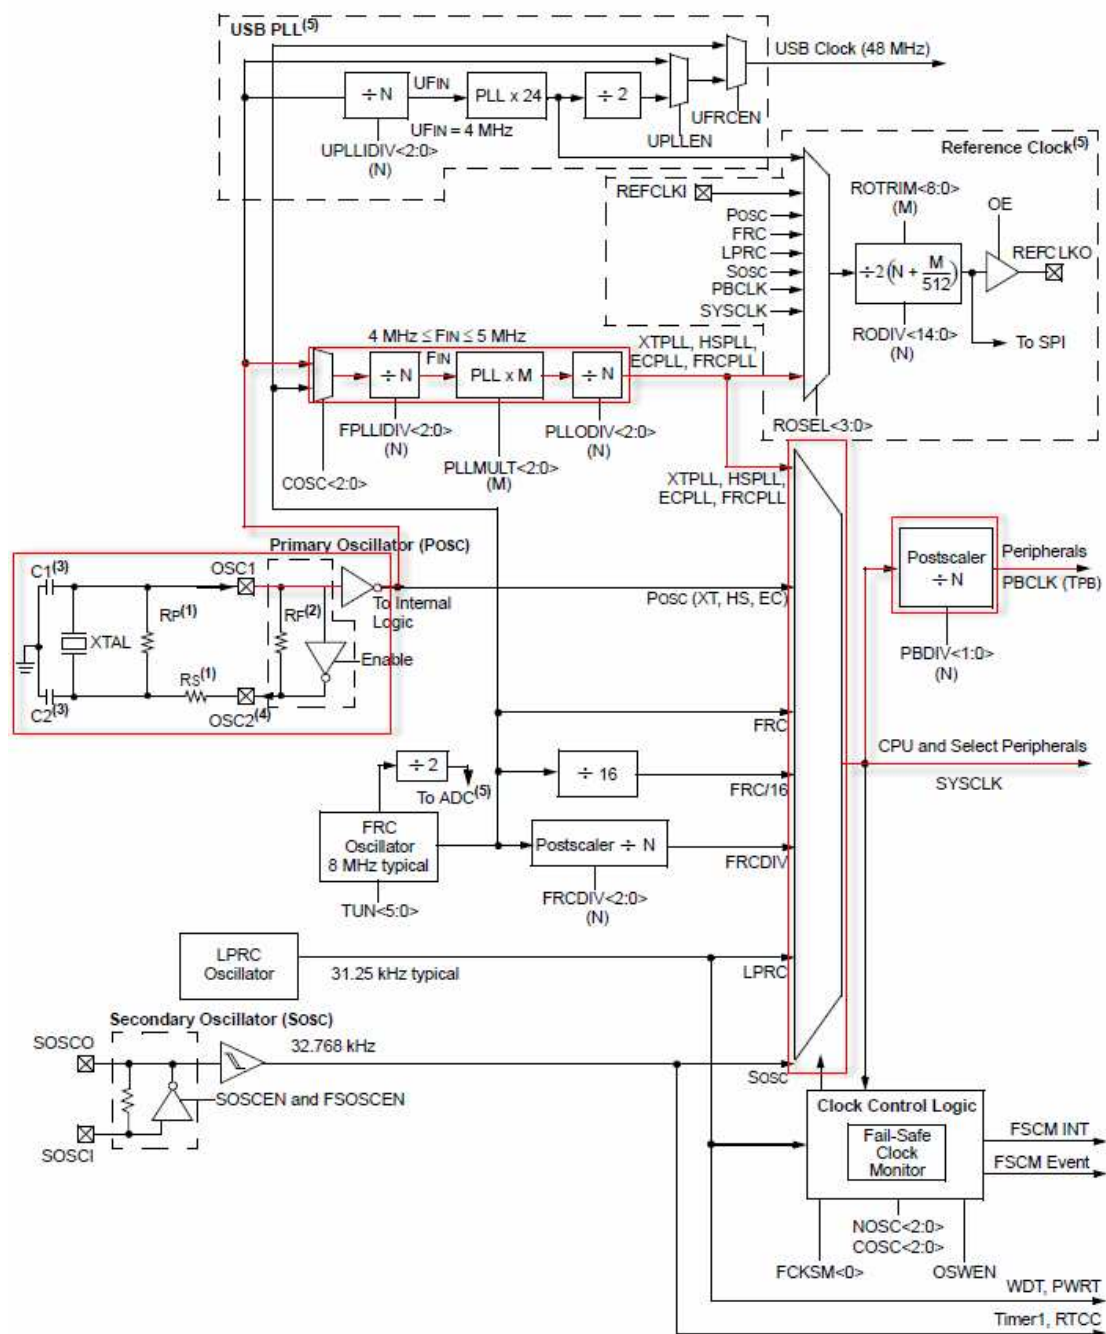 USB PLL(5)
USB Clock (48 MHz)
÷ N
UFIN
PLL x 24
÷ 2
UFIN = 4 MHz
UFRCEN
UPLLEN
UPLLIDIV<2:0>
(N)
Reference Clock(5)
REFCLKI
POSC
FRC
LPRC
SOSC
PBCLK
SYSCLK
ROTRIM<8:0>
(M)
OE
REFCLKO
÷2(N + M/512)
RODIV<14:0>
(N)
To SPI
ROSEL<3:0>
4 MHz ≤ FIN ≤ 5 MHz
FIN
XTPLL, HSPLL,
ECPLL, FRCPLL
÷ N
PLL x M
÷ N
FPLLIDIV<2:0>
(N)
PLLODIV<2:0>
(N)
PLLMULT<2:0>
(M)
COSC<2:0>
XTPLL, HSPLL,
ECPLL, FRCPLL
Primary Oscillator (POSC)
C1(3)
OSC1
RP(1)
RF(2)
To Internal
Logic
XTAL
Enable
RS(1)
C2(3)
OSC2(4)
POSC (XT, HS, EC)
Postscaler
÷ N
Peripherals
PBCLK (TPB)
PBDIV<1:0>
(N)
FRC
CPU and Select Peripherals
SYSCLK
÷ 2
To ADC(5)
÷ 16
FRC/16
FRC
Oscillator
8 MHz typical
Postscaler ÷ N
FRCDIV
TUN<5:0>
FRCDIV<2:0>
(N)
LPRC
Oscillator
31.25 kHz typical
LPRC
Secondary Oscillator (SOSC)
SOSCO
32.768 kHz
SOSC
SOSCEN and FSOSCEN
SOSCI
Clock Control Logic
Fail-Safe
Clock
Monitor
FSCM INT
FSCM Event
NOSC<2:0>
COSC<2:0>
FCKSM<0>
OSWEN
WDT, PWRT
Timer1, RTCC